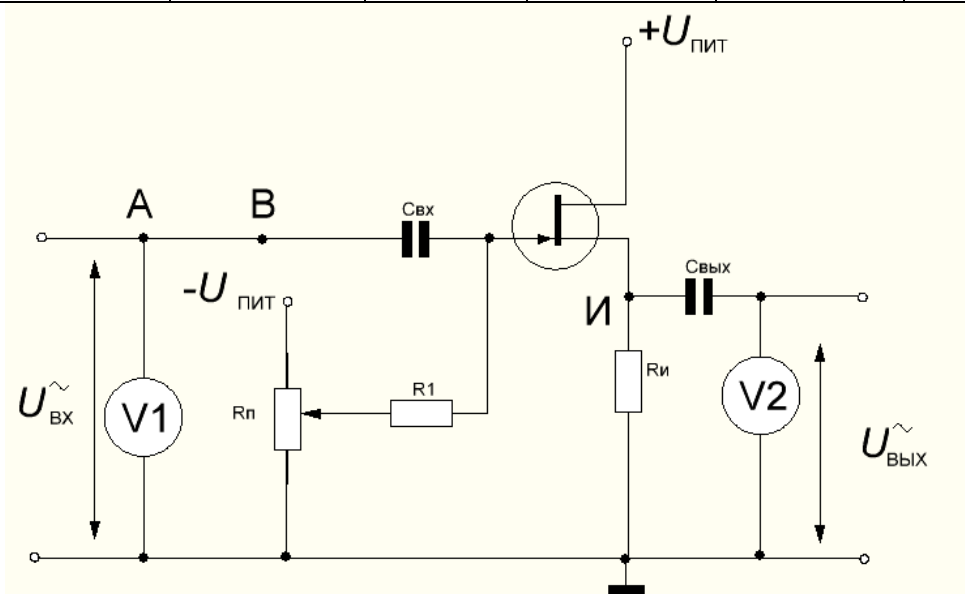 +U ПИТ
А
В
Свх
-U ПИТ
Свых
И
U~ ВХ
V1
Rп
R1
Rи
V2
U~ ВЫХ